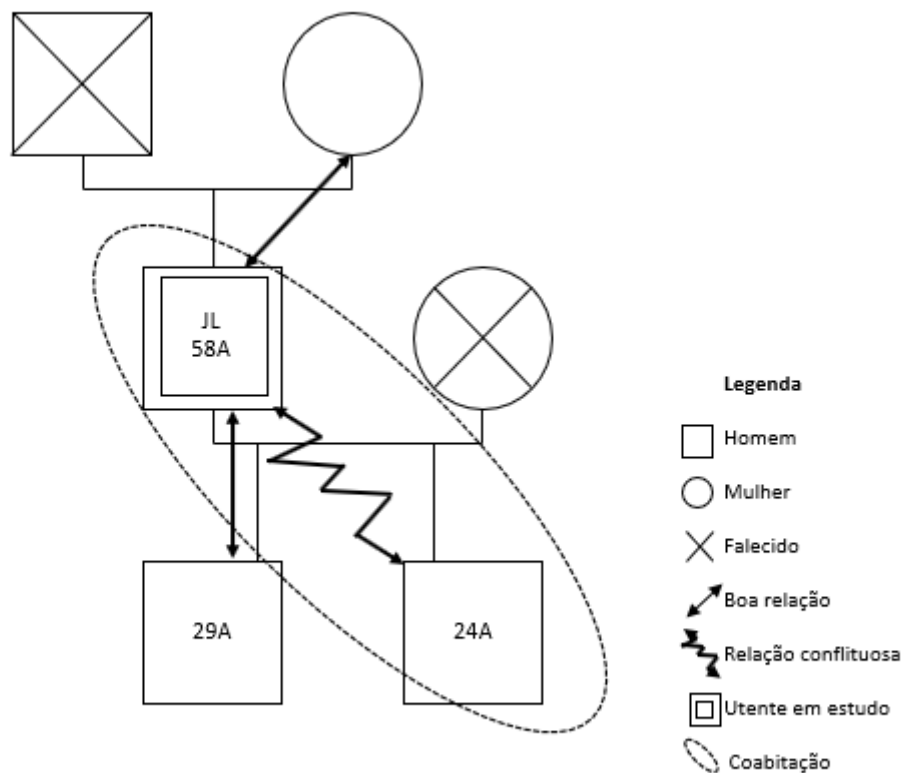 JL
58A
29A
24A
Legenda
Homem
Mulher
Falecido
Boa relação
Relação conflituosa
Utente em estudo
Coabitação